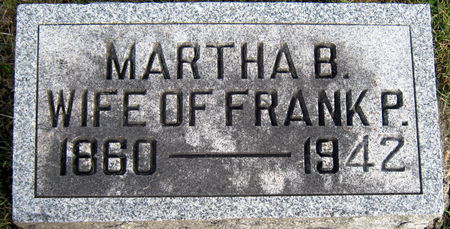 MARTHA B.
WIFE OF FRANK P.
1860 — 1942